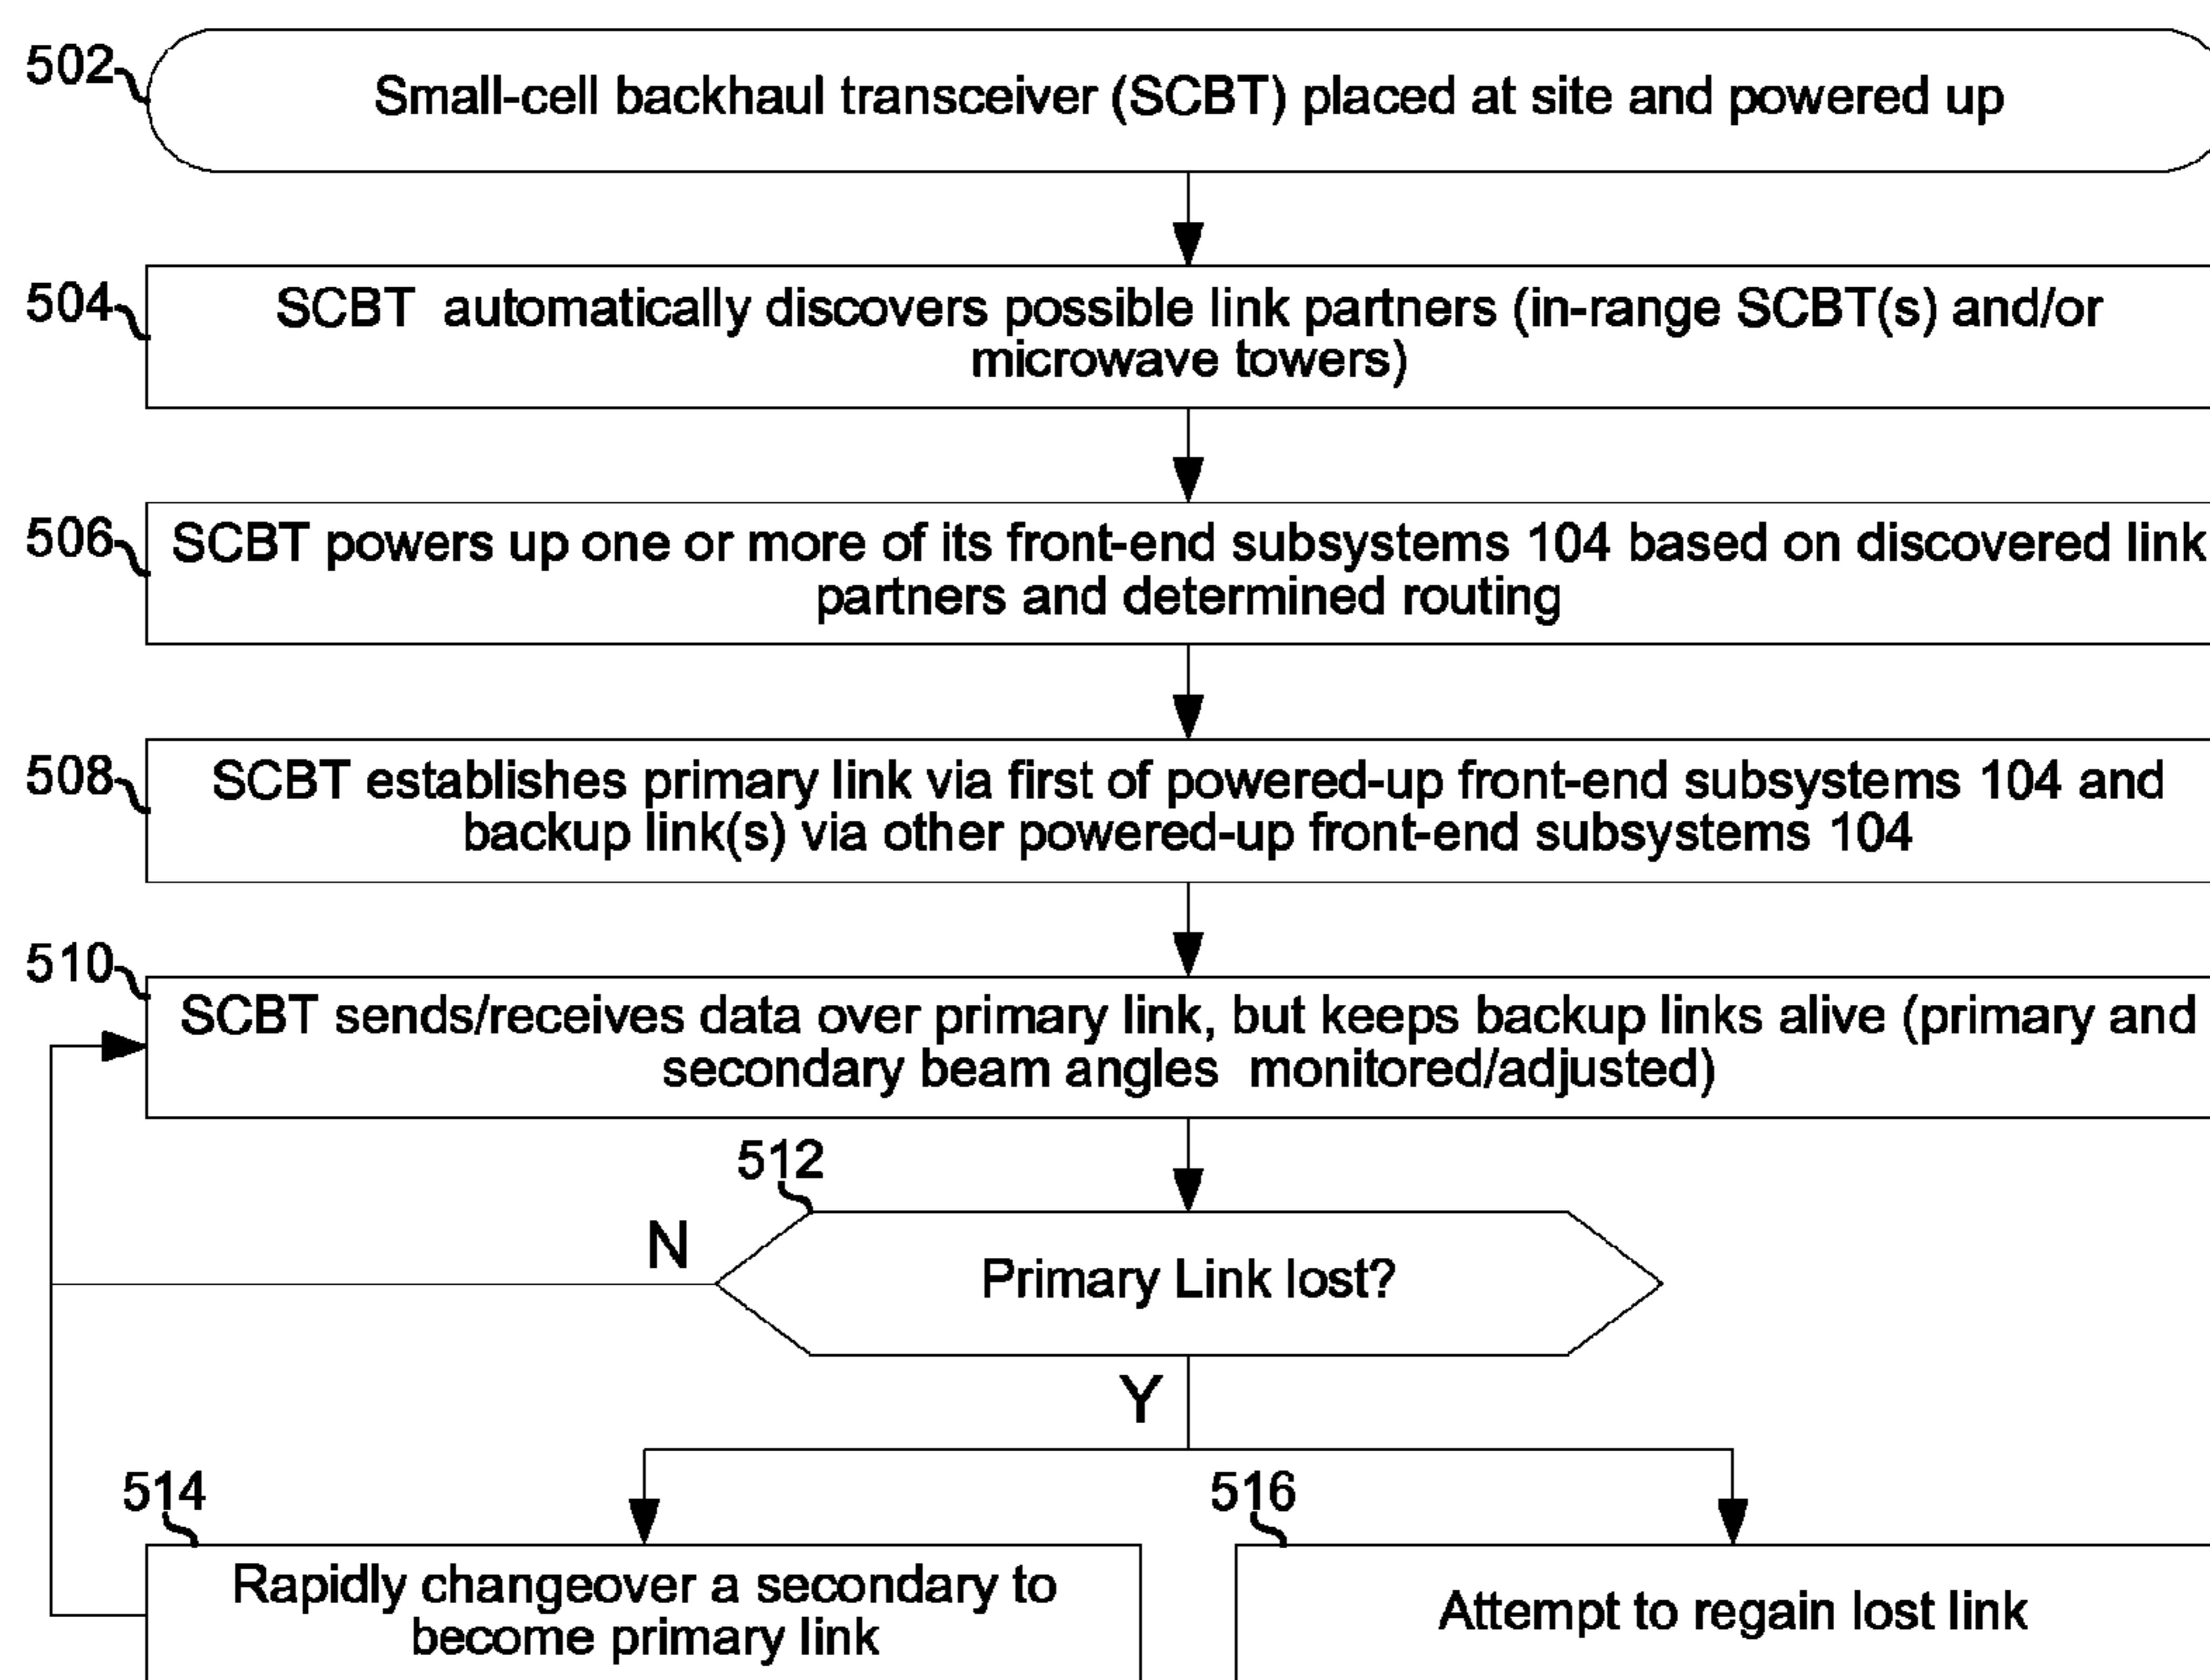 502
Small-cell backhaul transceiver (SCBT) placed at site and powered up
504
SCBT automatically discovers possible link partners (in-range SCBT(s) and/or
microwave towers)
506
SCBT powers up one or more of its front-end subsystems 104 based on discovered link
partners and determined routing
508
SCBT establishes primary link via first of powered-up front-end subsystems 104 and
backup link(s) via other powered-up front-end subsystems 104
510
SCBT sends/receives data over primary link, but keeps backup links alive (primary and
secondary beam angles monitored/adjusted)
512
N
Primary Link lost?
Y
514
Rapidly changeover a secondary to
become primary link
516
Attempt to regain lost link